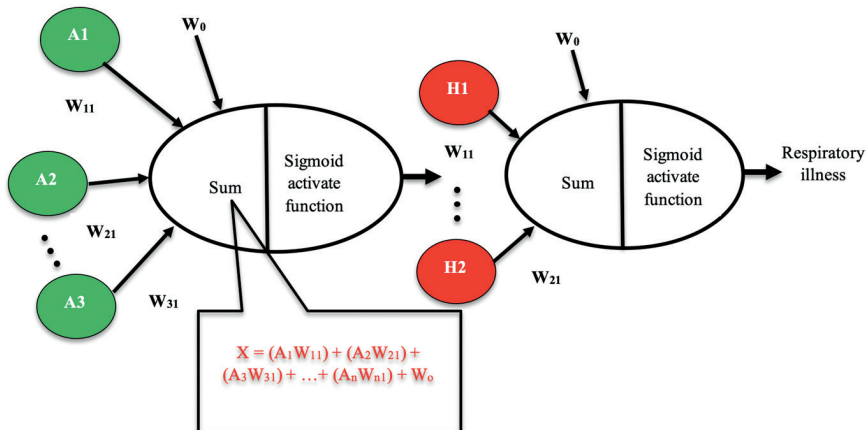 A1
W₀
W₁₁
A2
Sum
Sigmoid
activate
function
W₂₁
A3
W₃₁
X = (A₁W₁₁) + (A₂W₂₁) +
(A₃W₃₁) + …+ (AₙWₙ₁) + Wₒ
H1
W₀
W₁₁
Sum
Sigmoid
activate
function
H2
W₂₁
Respiratory
illness